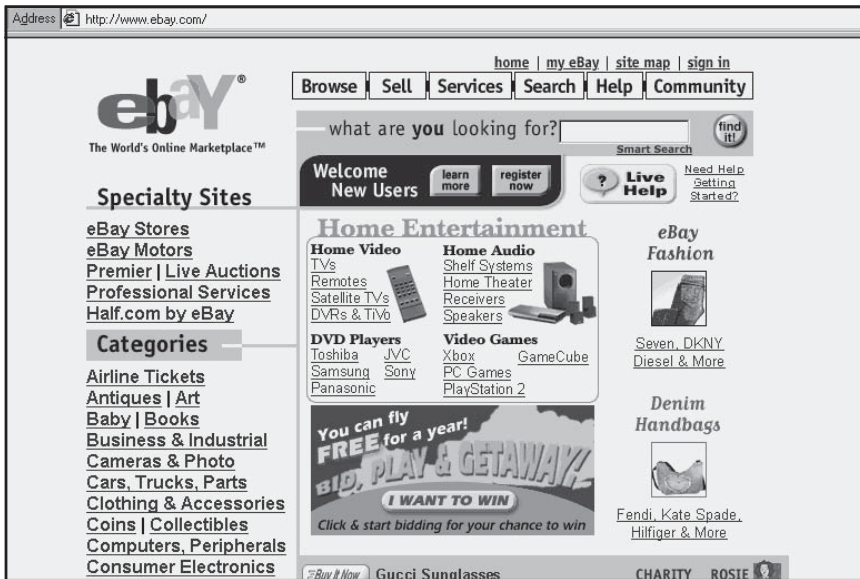 Address http://www.ebay.com/
home | my eBay | site map | sign in
Browse Sell Services Search Help Community
ebaY®
The World's Online Marketplace™
what are you looking for?
find it!
Smart Search
Welcome
New Users
learn more
register now
? Live Help
Need Help
Getting
Started?
Specialty Sites
eBay Stores
eBay Motors
Premier | Live Auctions
Professional Services
Half.com by eBay
Categories
Airline Tickets
Antiques | Art
Baby | Books
Business & Industrial
Cameras & Photo
Cars, Trucks, Parts
Clothing & Accessories
Coins | Collectibles
Computers, Peripherals
Consumer Electronics
Home Entertainment
Home Video
TVs
Remotes
Satellite TVs
DVRs & TiVo
Home Audio
Shelf Systems
Home Theater
Receivers
Speakers
DVD Players
Toshiba JVC
Samsung Sony
Panasonic
Video Games
Xbox GameCube
PC Games
PlayStation 2
You can fly
FREE for a year!
BID, PLAY & GETAWAY!
I WANT TO WIN
Click & start bidding for your chance to win
eBay
Fashion
Seven, DKNY
Diesel & More
Denim
Handbags
Fendi, Kate Spade,
Hilfiger & More
Buy It Now Gucci Sunglasses
CHARITY ROSIE